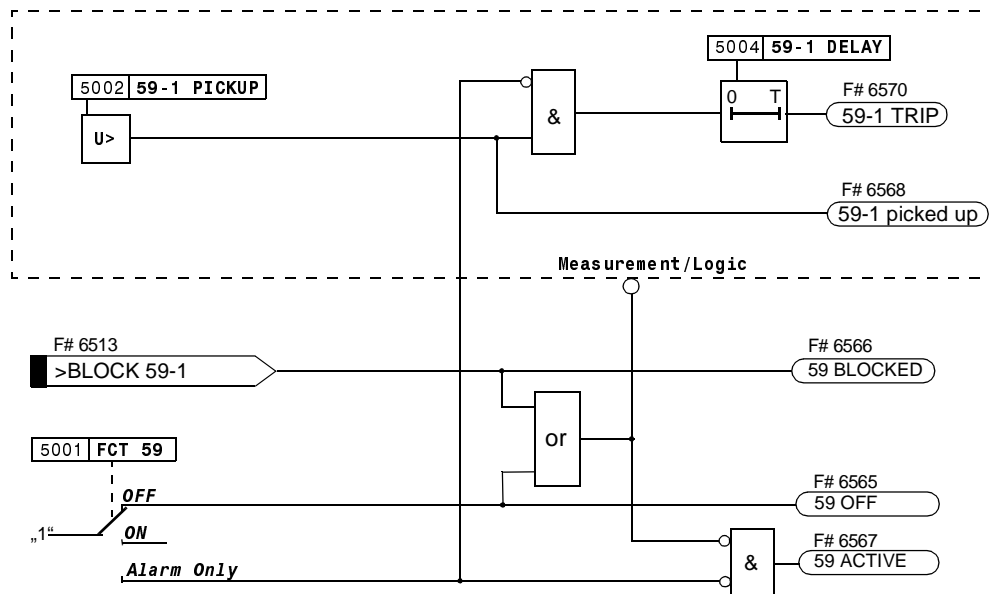 5004 59-1 DELAY
5002 59-1 PICKUP
0 T
F# 6570
59-1 TRIP
&
U>
F# 6568
59-1 picked up
Measurement/Logic
F# 6513
>BLOCK 59-1
F# 6566
59 BLOCKED
or
5001 FCT 59
OFF
F# 6565
59 OFF
„1“
ON
F# 6567
59 ACTIVE
&
Alarm Only